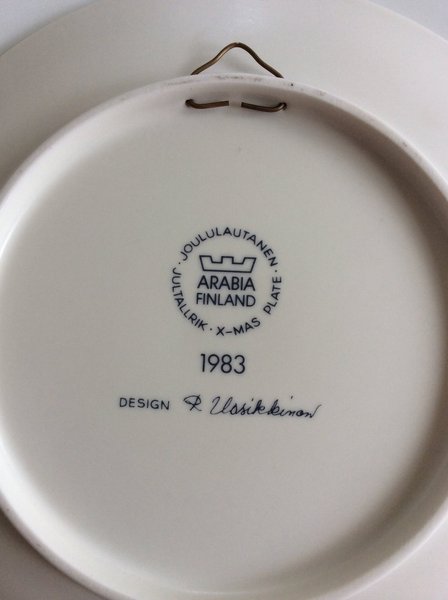 JOULULAUTANEN · X-MAS PLATE · JULTALLRIK ·
ARABIA
FINLAND
1983
DESIGN R Uosikkinen